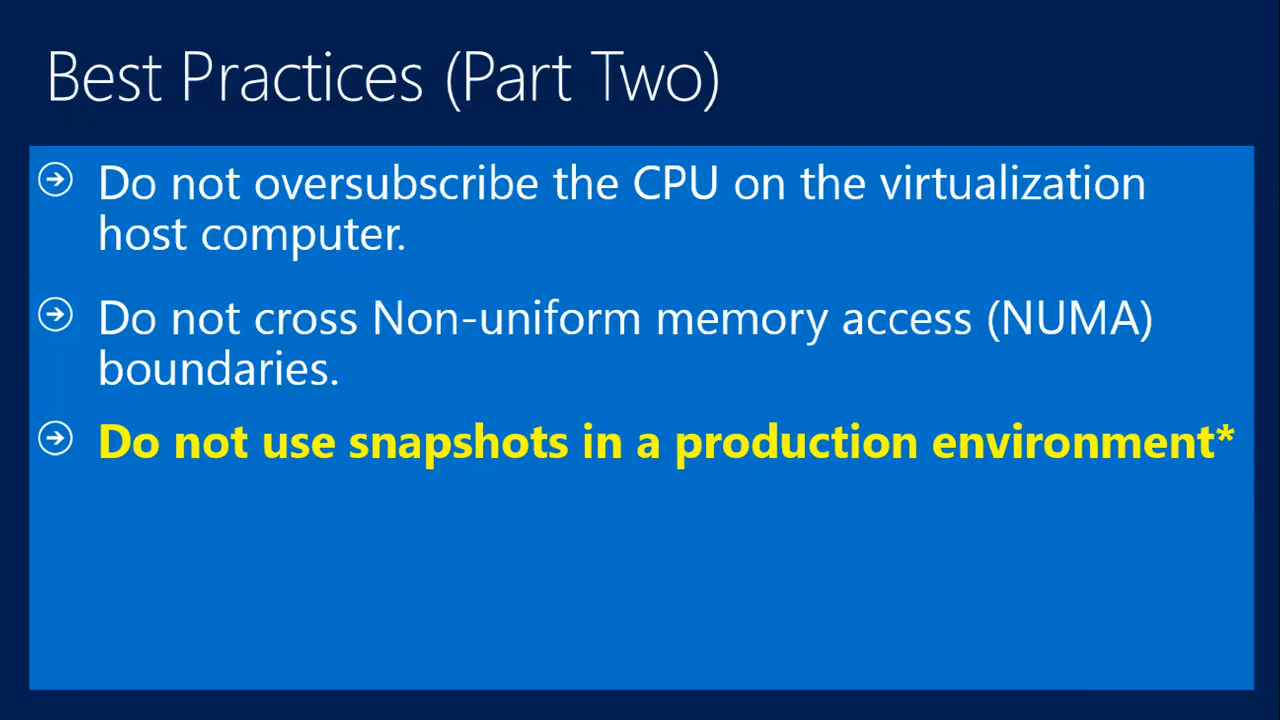 Best Practices (Part Two)
Do not oversubscribe the CPU on the virtualization
host computer.
Do not cross Non-uniform memory access (NUMA)
boundaries.
Do not use snapshots in a production environment*